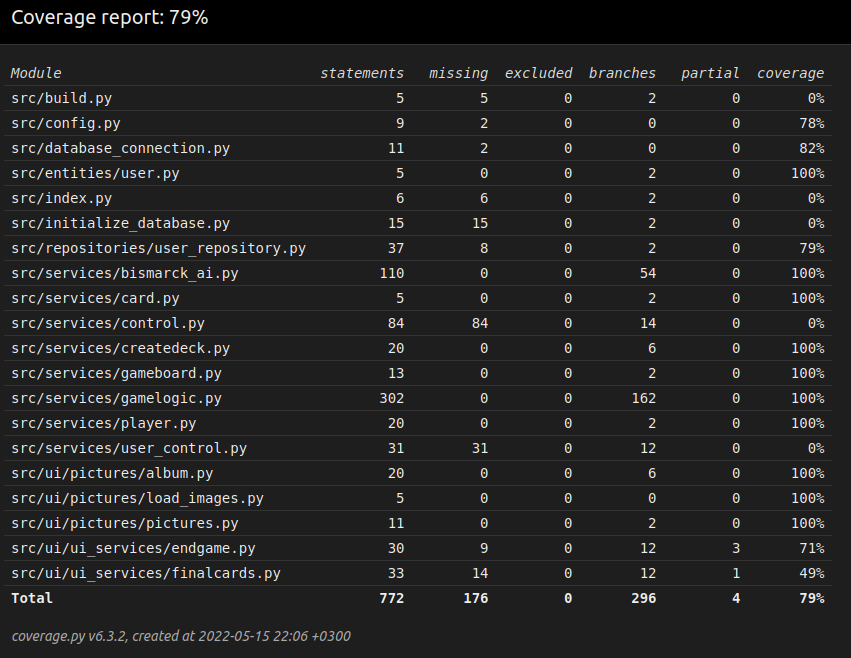 Coverage report: 79%
Module statements missing excluded branches partial coverage
src/build.py 5 5 0 2 0 0%
src/config.py 9 2 0 0 0 78%
src/database_connection.py 11 2 0 0 0 82%
src/entities/user.py 5 0 0 2 0 100%
src/index.py 6 6 0 2 0 0%
src/initialize_database.py 15 15 0 2 0 0%
src/repositories/user_repository.py 37 8 0 2 0 79%
src/services/bismarck_ai.py 110 0 0 54 0 100%
src/services/card.py 5 0 0 2 0 100%
src/services/control.py 84 84 0 14 0 0%
src/services/createdeck.py 20 0 0 6 0 100%
src/services/gameboard.py 13 0 0 2 0 100%
src/services/gamelogic.py 302 0 0 162 0 100%
src/services/player.py 20 0 0 2 0 100%
src/services/user_control.py 31 31 0 12 0 0%
src/ui/pictures/album.py 20 0 0 6 0 100%
src/ui/pictures/load_images.py 5 0 0 0 0 100%
src/ui/pictures/pictures.py 11 0 0 2 0 100%
src/ui/ui_services/endgame.py 30 9 0 12 3 71%
src/ui/ui_services/finalcards.py 33 14 0 12 1 49%
Total 772 176 0 296 4 79%
coverage.py v6.3.2, created at 2022-05-15 22:06 +0300